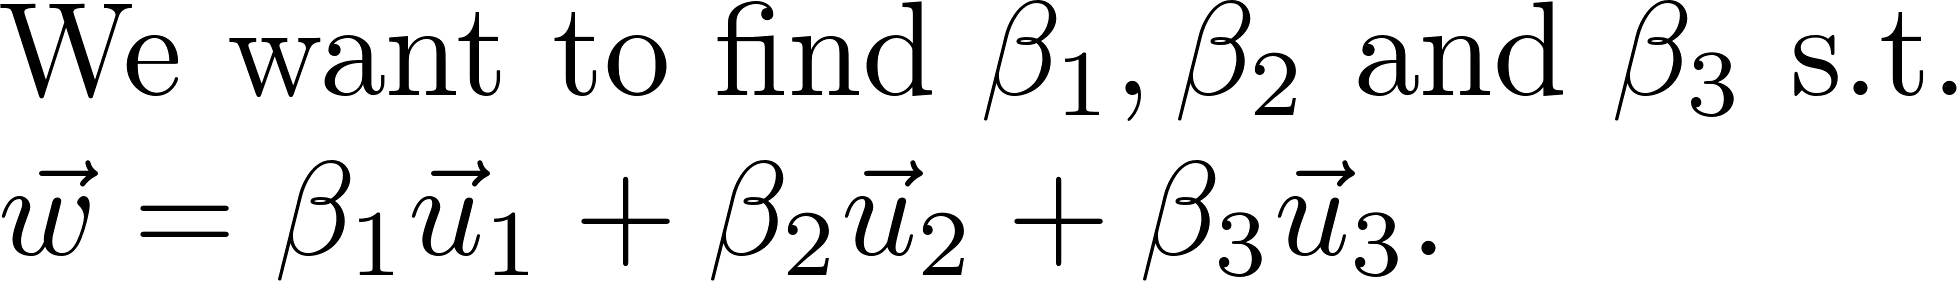 We want to find β₁, β₂ and β₃ s.t.
w⃗ = β₁u⃗₁ + β₂u⃗₂ + β₃u⃗₃.